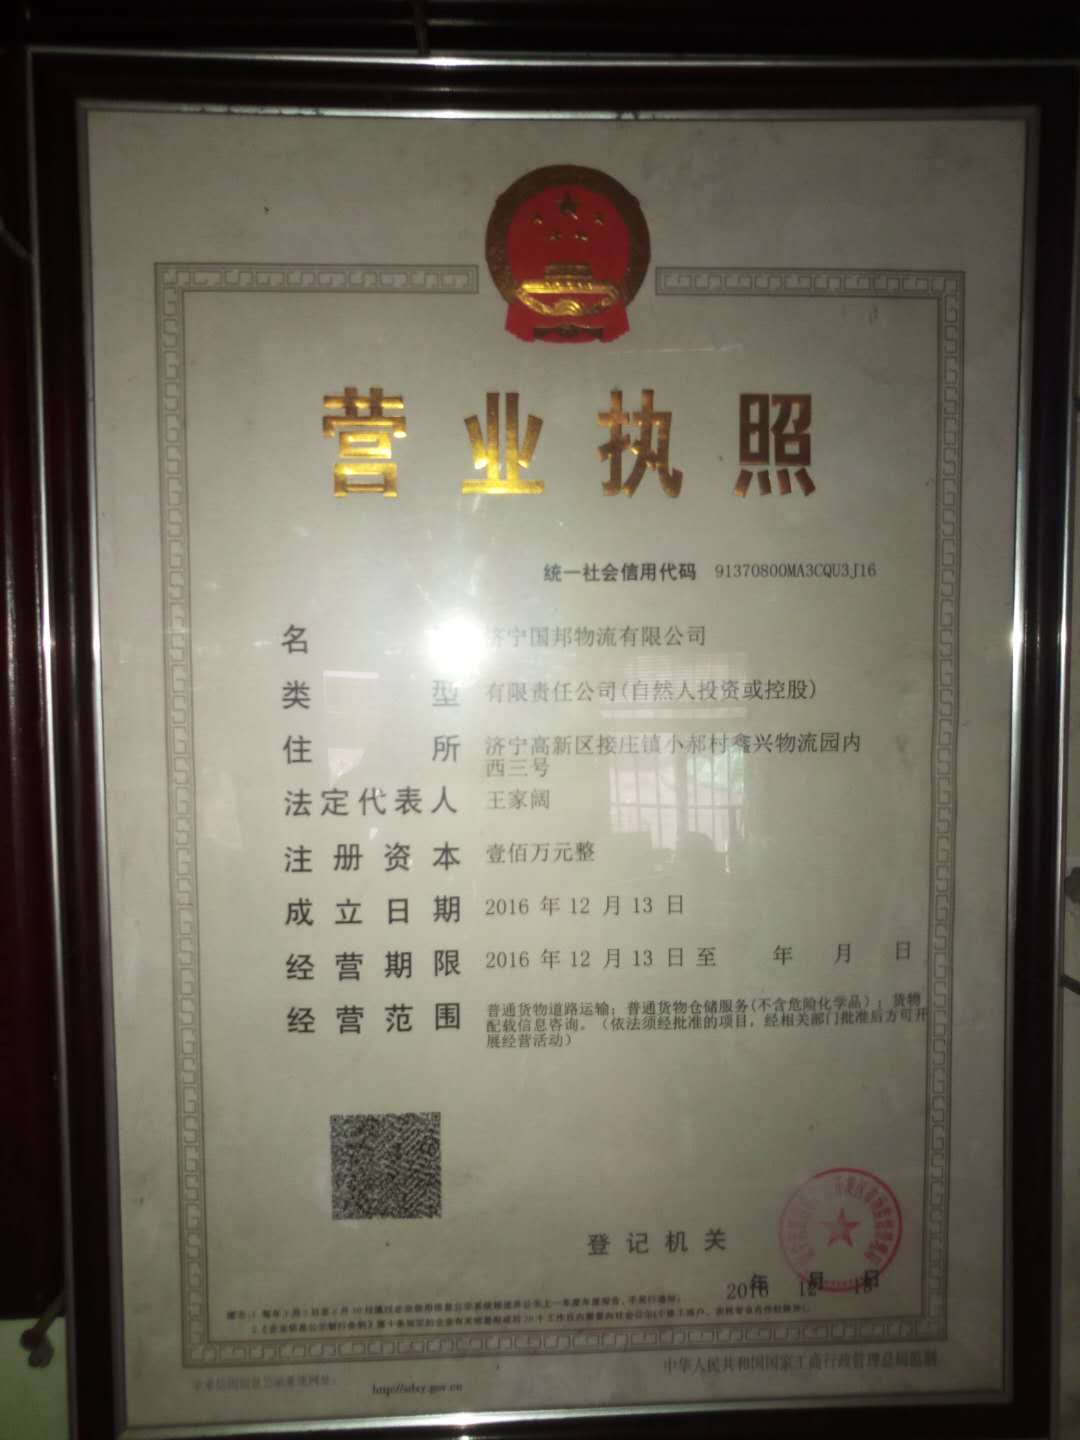 营业执照
统一社会信用代码 91370800MA3CQU3J16
名 济宁国邦物流有限公司
类型 有限责任公司(自然人投资或控股)
住所 济宁高新区接庄镇小郝村鑫兴物流园内
西三号
法定代表人 王家阔
注册资本 壹佰万元整
成立日期 2016 年 12 月 13 日
经营期限 2016 年 12 月 13 日 至 年 月 日
经营范围 普通货物道路运输；普通货物仓储服务(不含危险化学品)；货物
配载信息咨询。（依法须经批准的项目，经相关部门批准后方可开
展经营活动）
登记机关
2016 年 12 月 13 日
中华人民共和国国家工商行政管理总局监制
http://sdxy.gov.cn